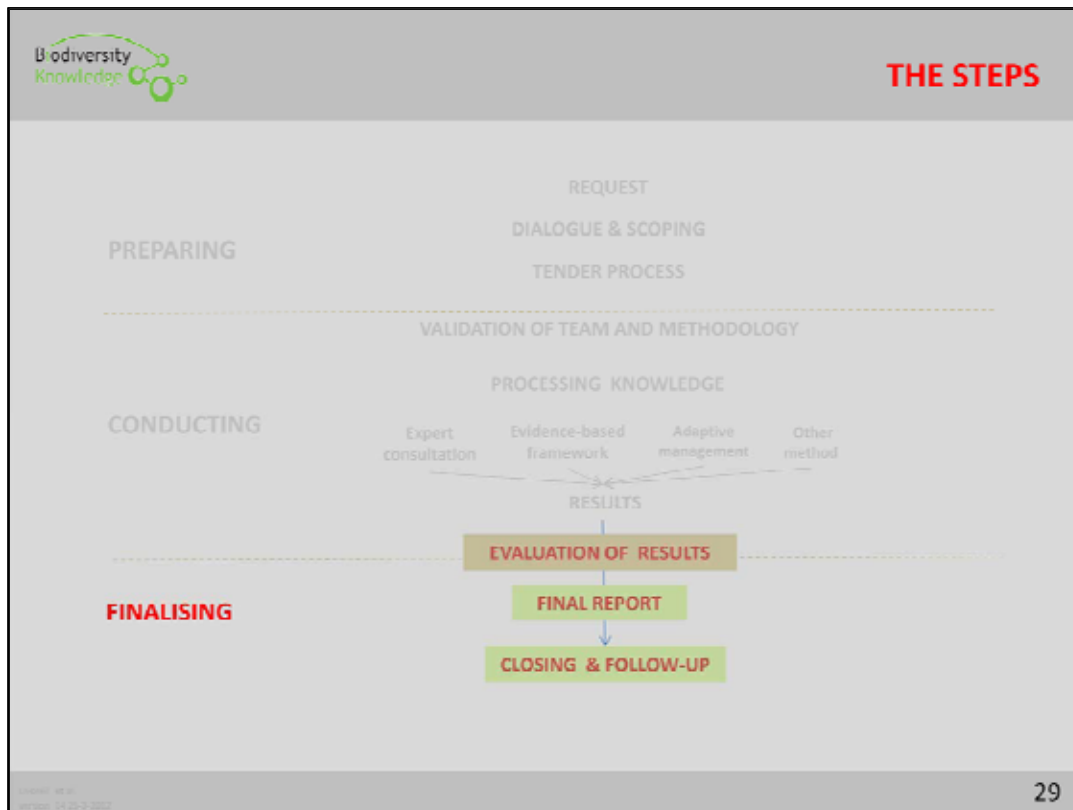 Biodiversity
Knowledge
THE STEPS
REQUEST
DIALOGUE & SCOPING
PREPARING
TENDER PROCESS
VALIDATION OF TEAM AND METHODOLOGY
PROCESSING KNOWLEDGE
CONDUCTING
Expert
consultation
Evidence-based
framework
Adaptive
management
Other
method
RESULTS
EVALUATION OF RESULTS
FINALISING
FINAL REPORT
CLOSING & FOLLOW-UP
29